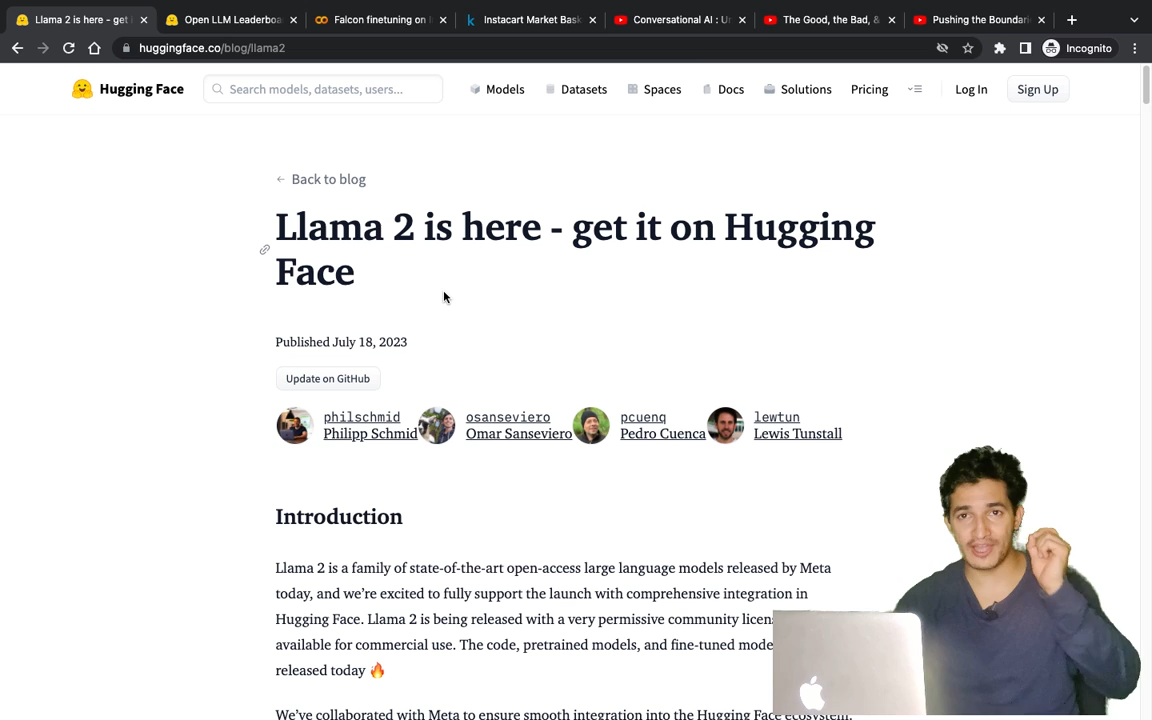 Llama 2 is here - get i
Open LLM Leaderboa
Falcon finetuning on
Instacart Market Bask
Conversational AI : Un
The Good, the Bad, &
Pushing the Boundari
huggingface.co/blog/llama2
Incognito
Hugging Face
Search models, datasets, users...
Models
Datasets
Spaces
Docs
Solutions
Pricing
Log In
Sign Up
← Back to blog
Llama 2 is here - get it on Hugging
Face
Published July 18, 2023
Update on GitHub
philschmid
Philipp Schmid
osanseviero
Omar Sanseviero
pcuenq
Pedro Cuenca
lewtun
Lewis Tunstall
Introduction
Llama 2 is a family of state-of-the-art open-access large language models released by Meta
today, and we're excited to fully support the launch with comprehensive integration in
Hugging Face. Llama 2 is being released with a very permissive community licen
available for commercial use. The code, pretrained models, and fine-tuned mode
released today 🔥
We've collaborated with Meta to ensure smooth integration into the Hugging Face ecosystem.